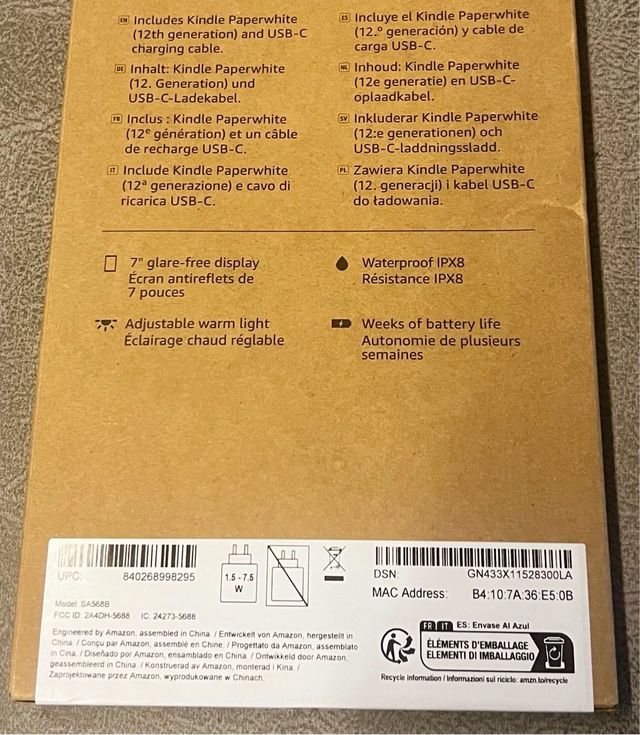 EN Includes Kindle Paperwhite
(12th generation) and USB-C
charging cable.
DE Inhalt: Kindle Paperwhite
(12. Generation) und
USB-C-Ladekabel.
FR Inclus : Kindle Paperwhite
(12e génération) et un câble
de recharge USB-C.
IT Include Kindle Paperwhite
(12ª generazione) e cavo di
ricarica USB-C.
ES Incluye el Kindle Paperwhite
(12.º generación) y cable de
carga USB-C.
NL Inhoud: Kindle Paperwhite
(12e generatie) en USB-C-
oplaadkabel.
SV Inkluderar Kindle Paperwhite
(12:e generationen) och
USB-C-laddningssladd.
PL Zawiera Kindle Paperwhite
(12. generacji) i kabel USB-C
do ładowania.
7" glare-free display
Écran antireflets de
7 pouces
Waterproof IPX8
Résistance IPX8
Adjustable warm light
Éclairage chaud réglable
Weeks of battery life
Autonomie de plusieurs
semaines
UPC: 840268998295
Model: SA568B
FCC ID: 2A4DH-5688 IC: 24273-5688
1.5 - 7.5
W
DSN: GN433X11528300LA
MAC Address: B4:10:7A:36:E5:0B
Engineered by Amazon, assembled in China. / Entwickelt von Amazon, hergestellt in
China. / Conçu par Amazon, assemblé en Chine. / Progettato da Amazon, assemblato
in Cina. / Diseñado por Amazon, ensamblado en China. / Ontwikkeld door Amazon,
geassembleerd in China. / Konstruerad av Amazon, monterad i Kina. /
Zaprojektowane przez Amazon, wyprodukowane w Chinach.
FR IT ES: Envase Al Azul
ÉLÉMENTS D'EMBALLAGE
ELEMENTI DI IMBALLAGGIO
Recycle information / Informazioni sul riciclo: amzn.to/recycle